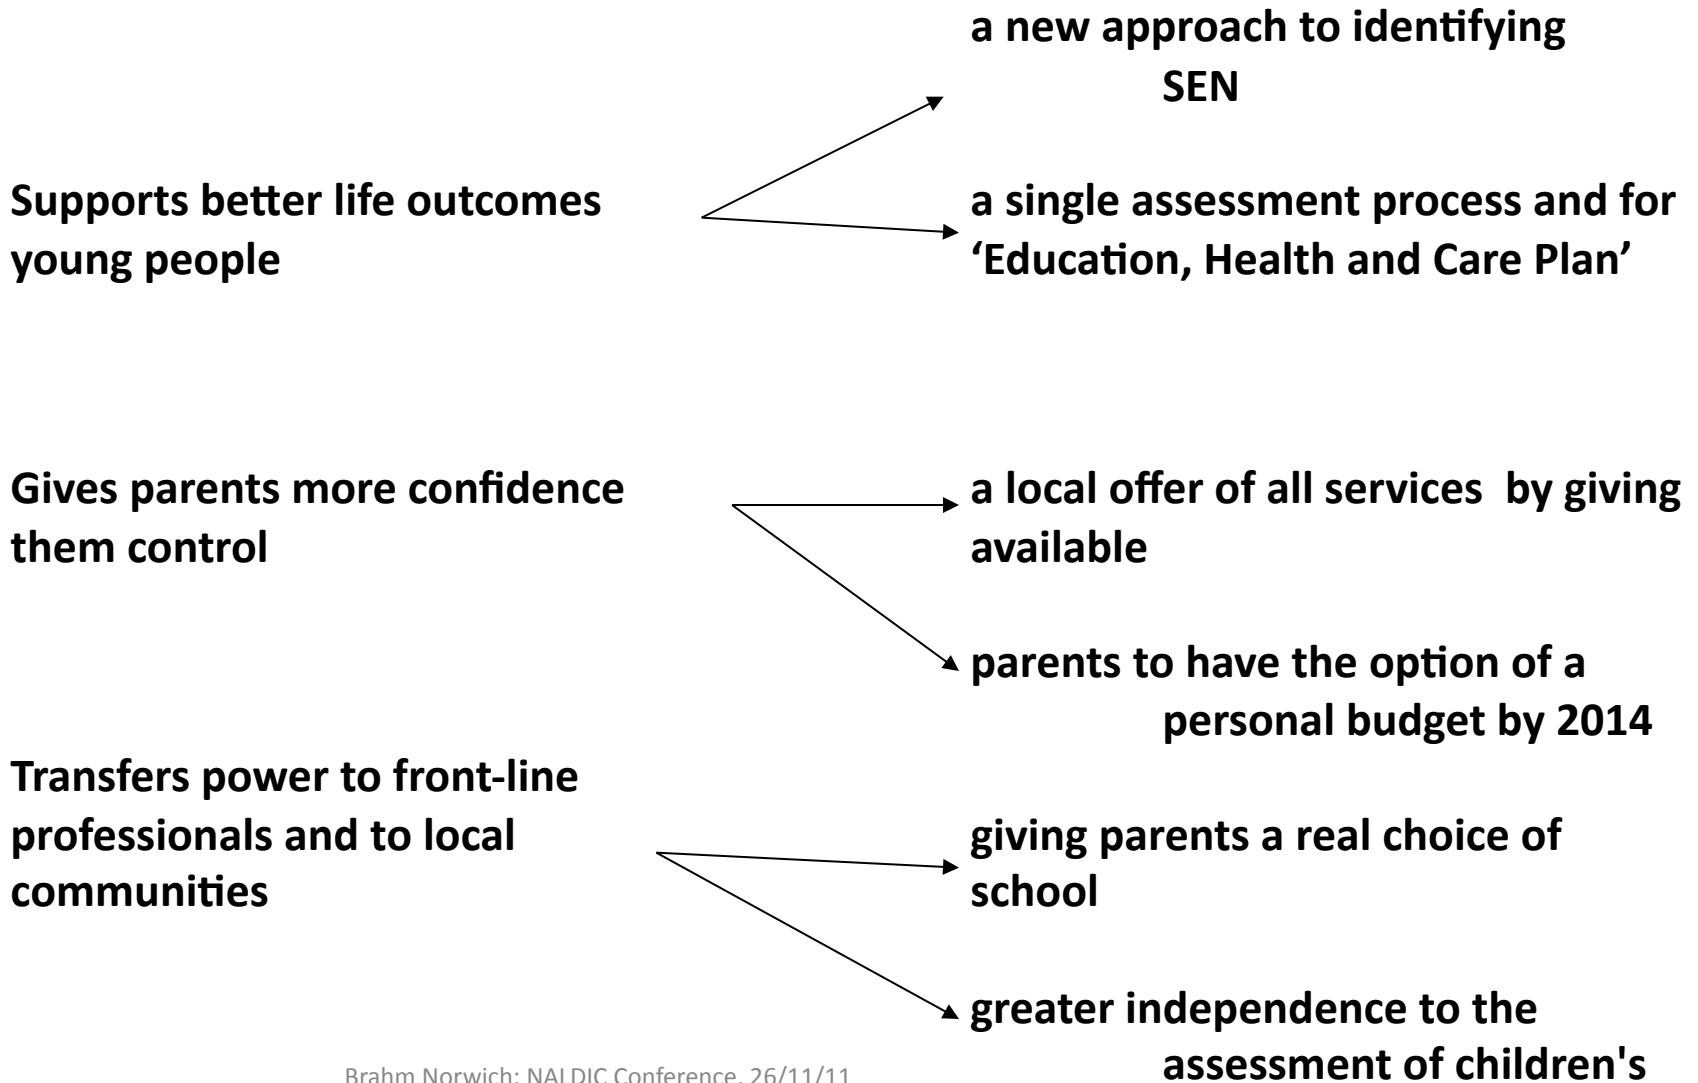 a new approach to identifying
SEN
Supports better life outcomes
young people
a single assessment process and for
‘Education, Health and Care Plan’
Gives parents more confidence
them control
a local offer of all services by giving
available
parents to have the option of a
personal budget by 2014
Transfers power to front-line
professionals and to local
communities
giving parents a real choice of
school
greater independence to the
assessment of children's
Brahm Norwich: NALDIC Conference, 26/11/11